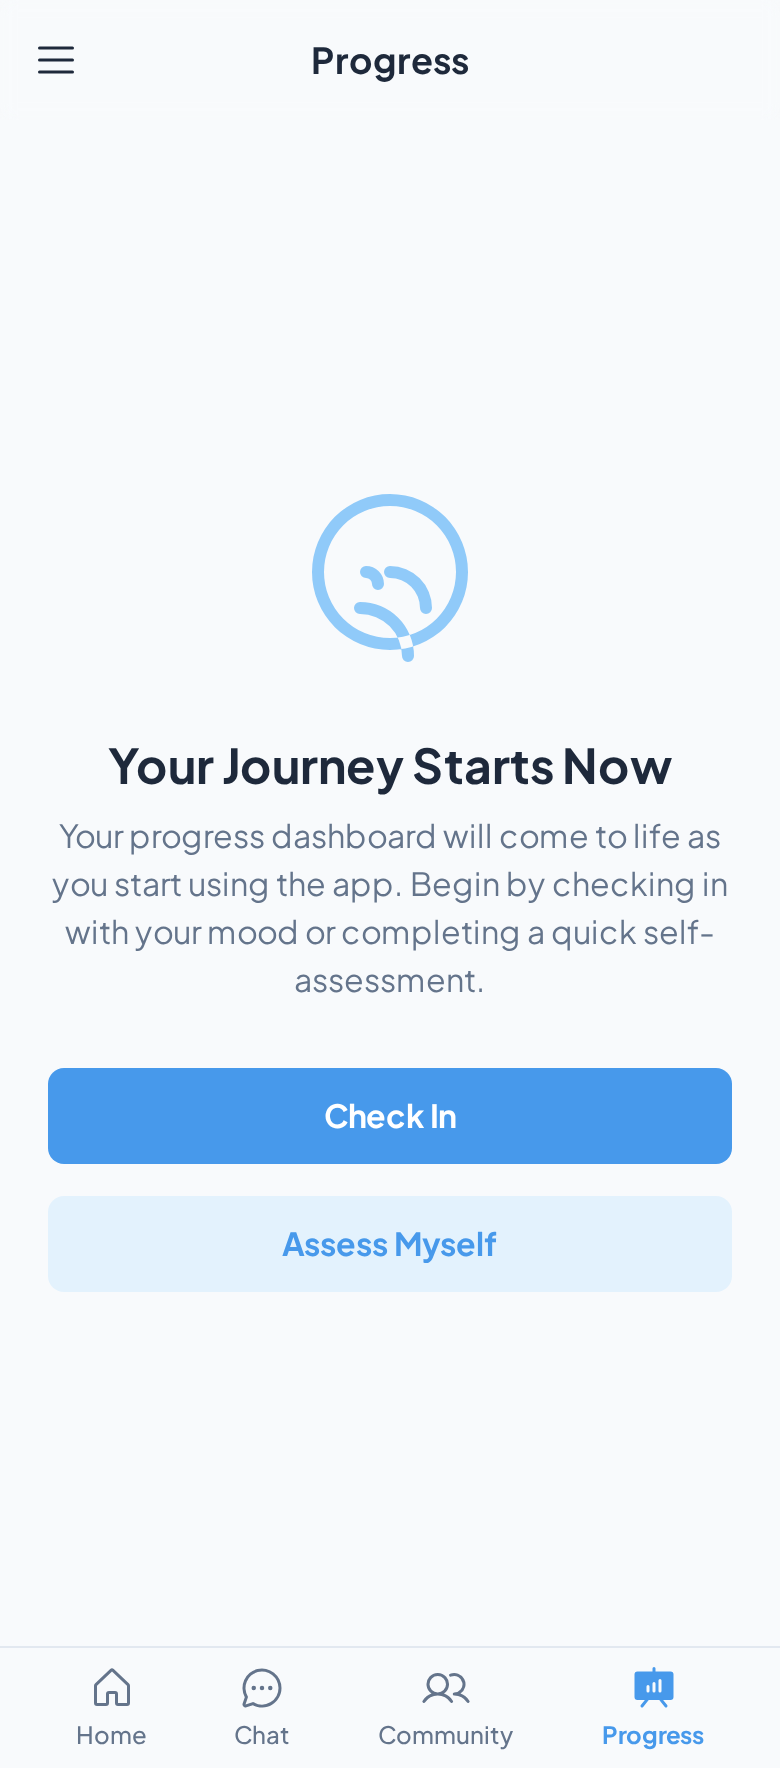 Progress
Your Journey Starts Now
Your progress dashboard will come to life as
you start using the app. Begin by checking in
with your mood or completing a quick self-
assessment.
Check In
Assess Myself
Home
Chat
Community
Progress